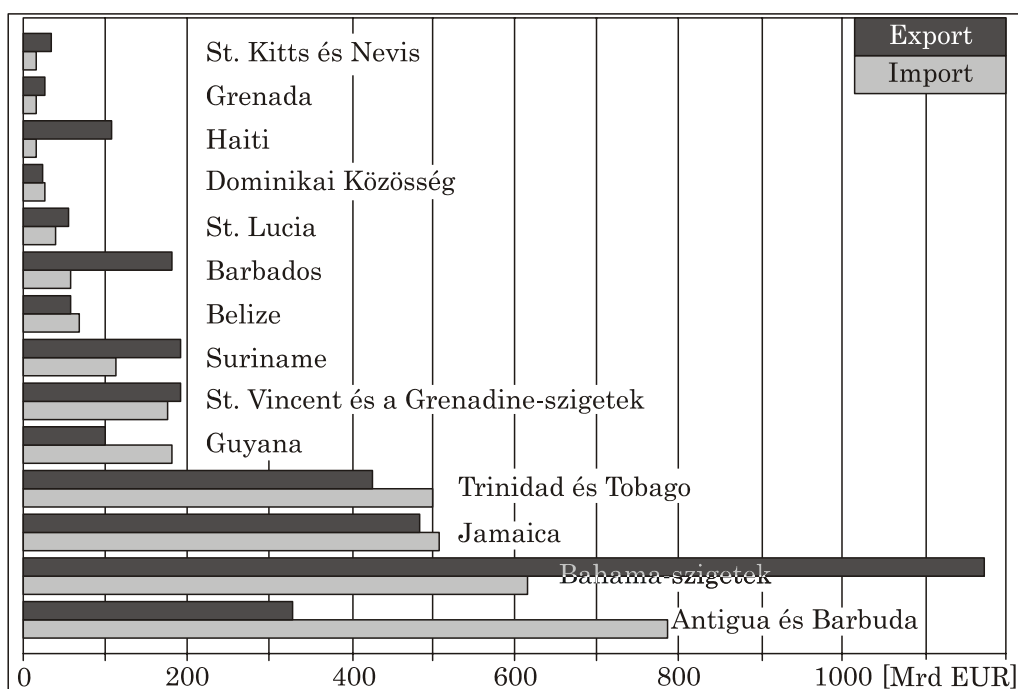 Export
Import
St. Kitts és Nevis
Grenada
Haiti
Dominikai Közösség
St. Lucia
Barbados
Belize
Suriname
St. Vincent és a Grenadine-szigetek
Guyana
Trinidad és Tobago
Jamaica
Bahama-szigetek
Antigua és Barbuda
0 200 400 600 800 1000 [Mrd EUR]